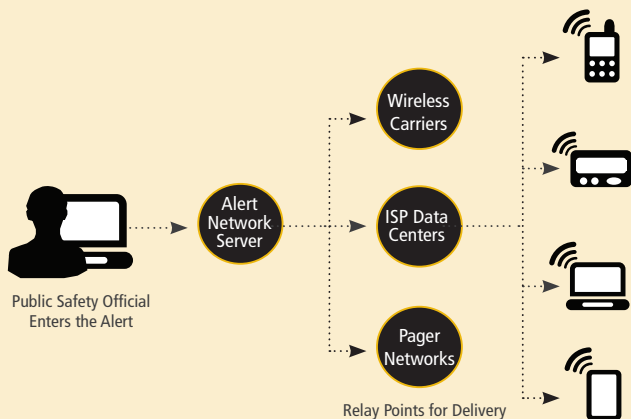 Public Safety Official
Enters the Alert
Alert
Network
Server
Wireless
Carriers
ISP Data
Centers
Pager
Networks
Relay Points for Delivery